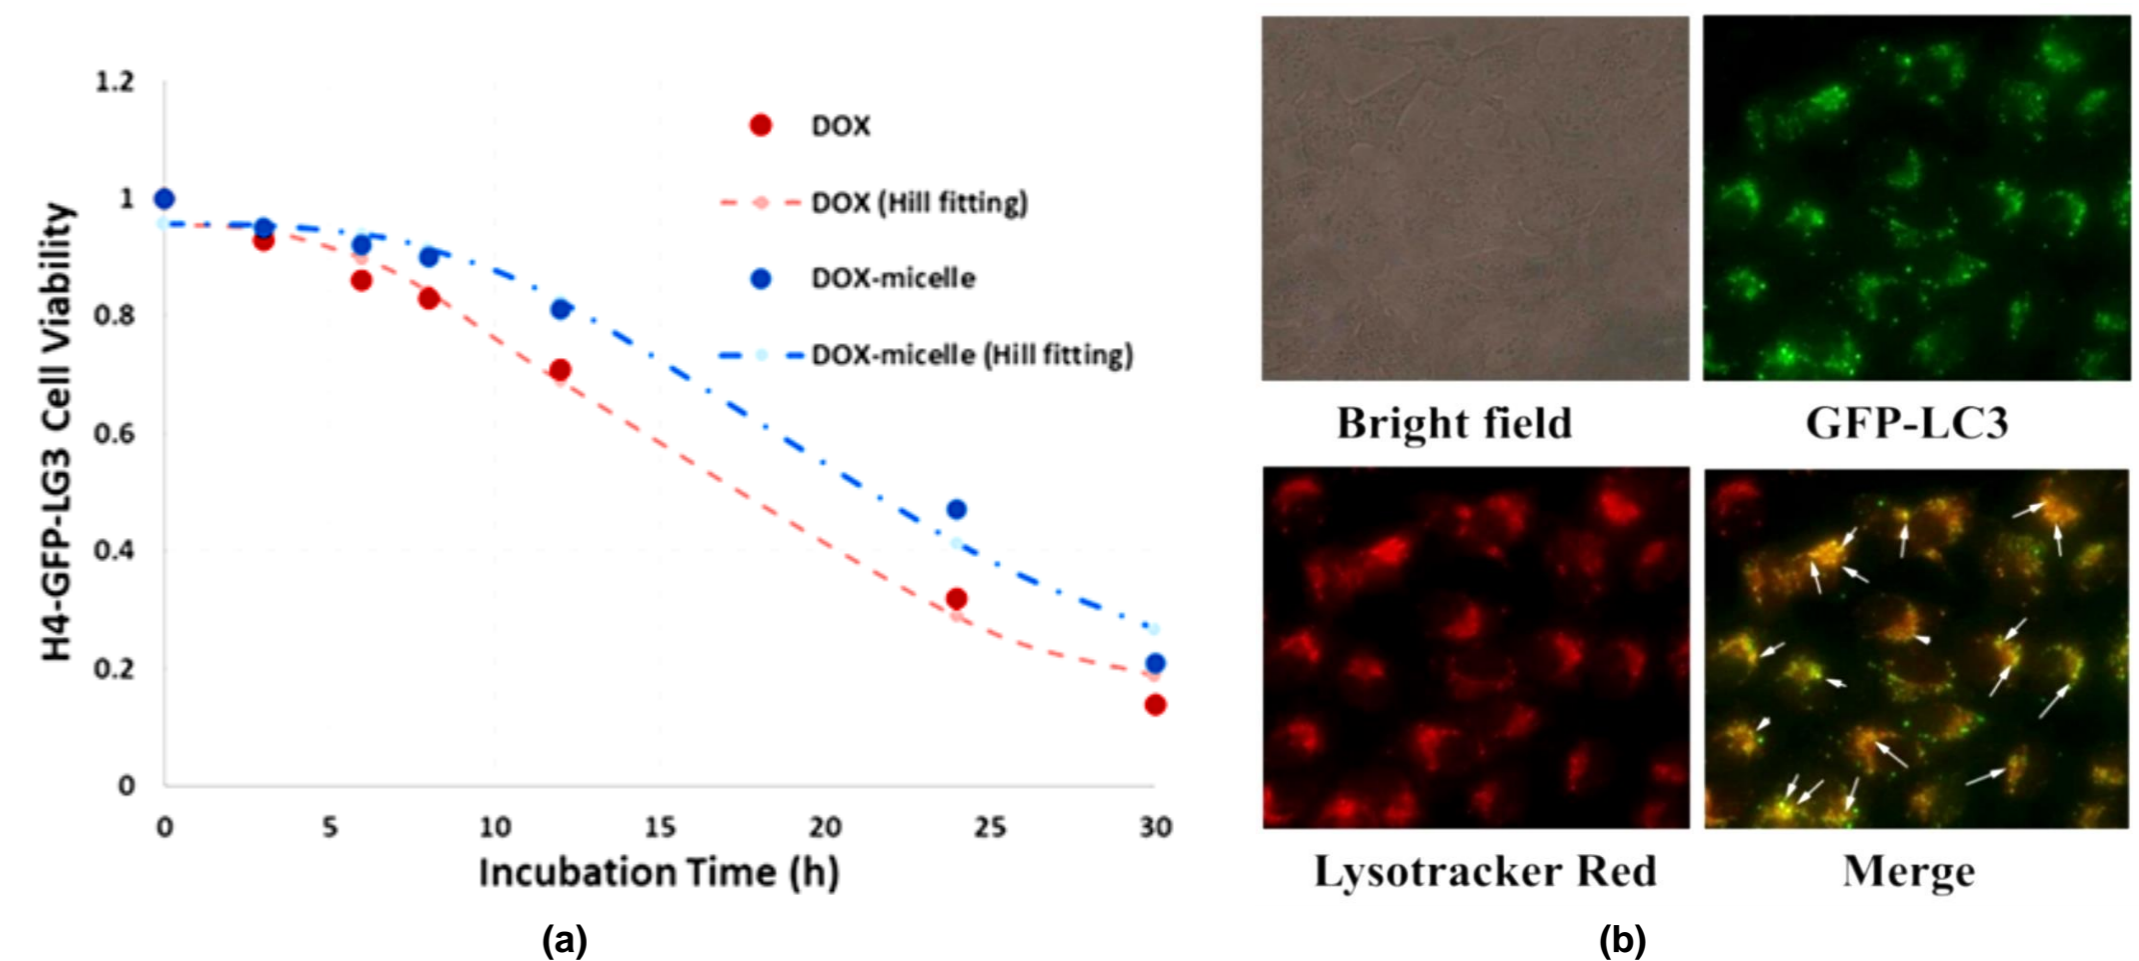 1.2
1
0.8
0.6
0.4
0.2
0
H4-GFP-LG3 Cell Viability
DOX
DOX (Hill fitting)
DOX-micelle
DOX-micelle (Hill fitting)
0 5 10 15 20 25 30
Incubation Time (h)
(a)
Bright field
GFP-LC3
Lysotracker Red
Merge
(b)